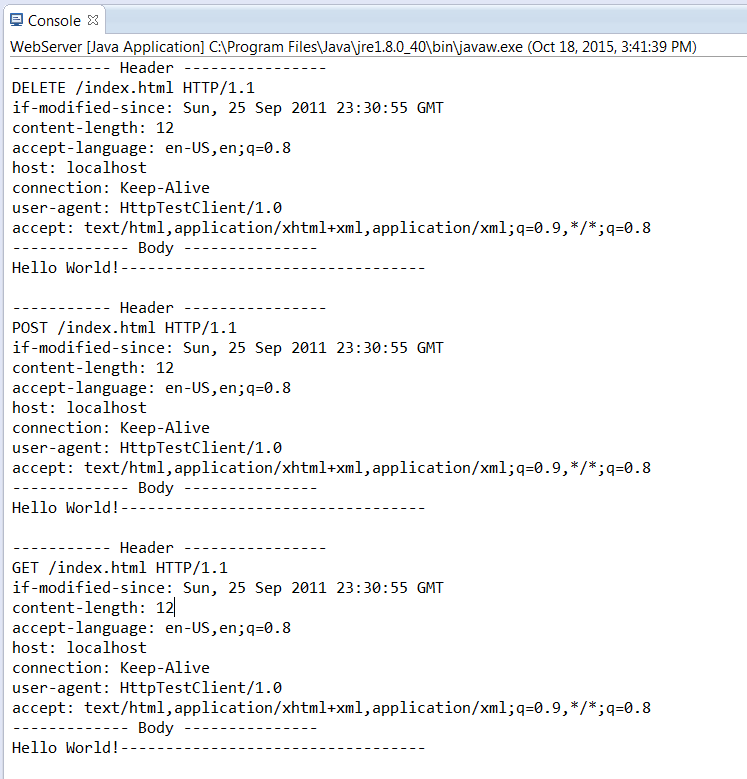 Console
WebServer [Java Application] C:\Program Files\Java\jre1.8.0_40\bin\javaw.exe (Oct 18, 2015, 3:41:39 PM)
----------- Header ----------------
DELETE /index.html HTTP/1.1
if-modified-since: Sun, 25 Sep 2011 23:30:55 GMT
content-length: 12
accept-language: en-US,en;q=0.8
host: localhost
connection: Keep-Alive
user-agent: HttpTestClient/1.0
accept: text/html,application/xhtml+xml,application/xml;q=0.9,*/*;q=0.8
------------- Body ---------------
Hello World!----------------------------------
----------- Header ----------------
POST /index.html HTTP/1.1
if-modified-since: Sun, 25 Sep 2011 23:30:55 GMT
content-length: 12
accept-language: en-US,en;q=0.8
host: localhost
connection: Keep-Alive
user-agent: HttpTestClient/1.0
accept: text/html,application/xhtml+xml,application/xml;q=0.9,*/*;q=0.8
------------- Body ---------------
Hello World!----------------------------------
----------- Header ----------------
GET /index.html HTTP/1.1
if-modified-since: Sun, 25 Sep 2011 23:30:55 GMT
content-length: 12
accept-language: en-US,en;q=0.8
host: localhost
connection: Keep-Alive
user-agent: HttpTestClient/1.0
accept: text/html,application/xhtml+xml,application/xml;q=0.9,*/*;q=0.8
------------- Body ---------------
Hello World!----------------------------------